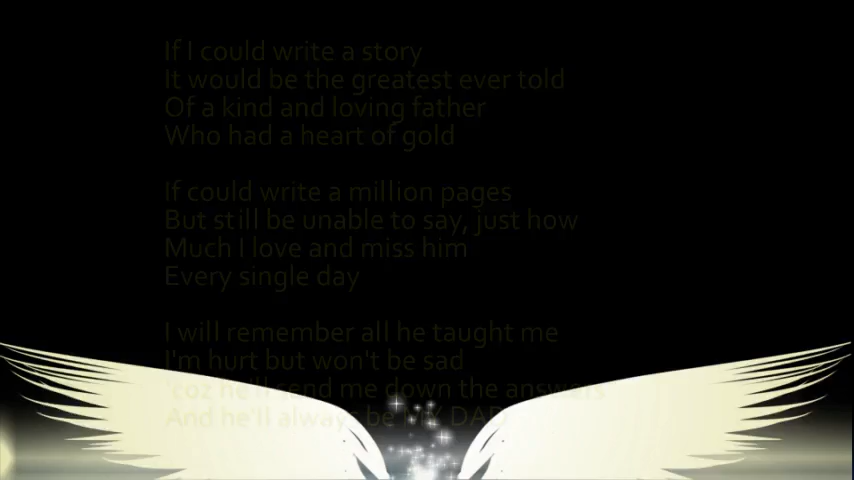 If I could write a story
It would be the greatest ever told
Of a kind and loving father
Who had a heart of gold
If could write a million pages
But still be unable to say, just how
Much I love and miss him
Every single day
I will remember all he taught me
I'm hurt but won't be sad
'coz he'll send me down the answers
And he'll always be MY DAD